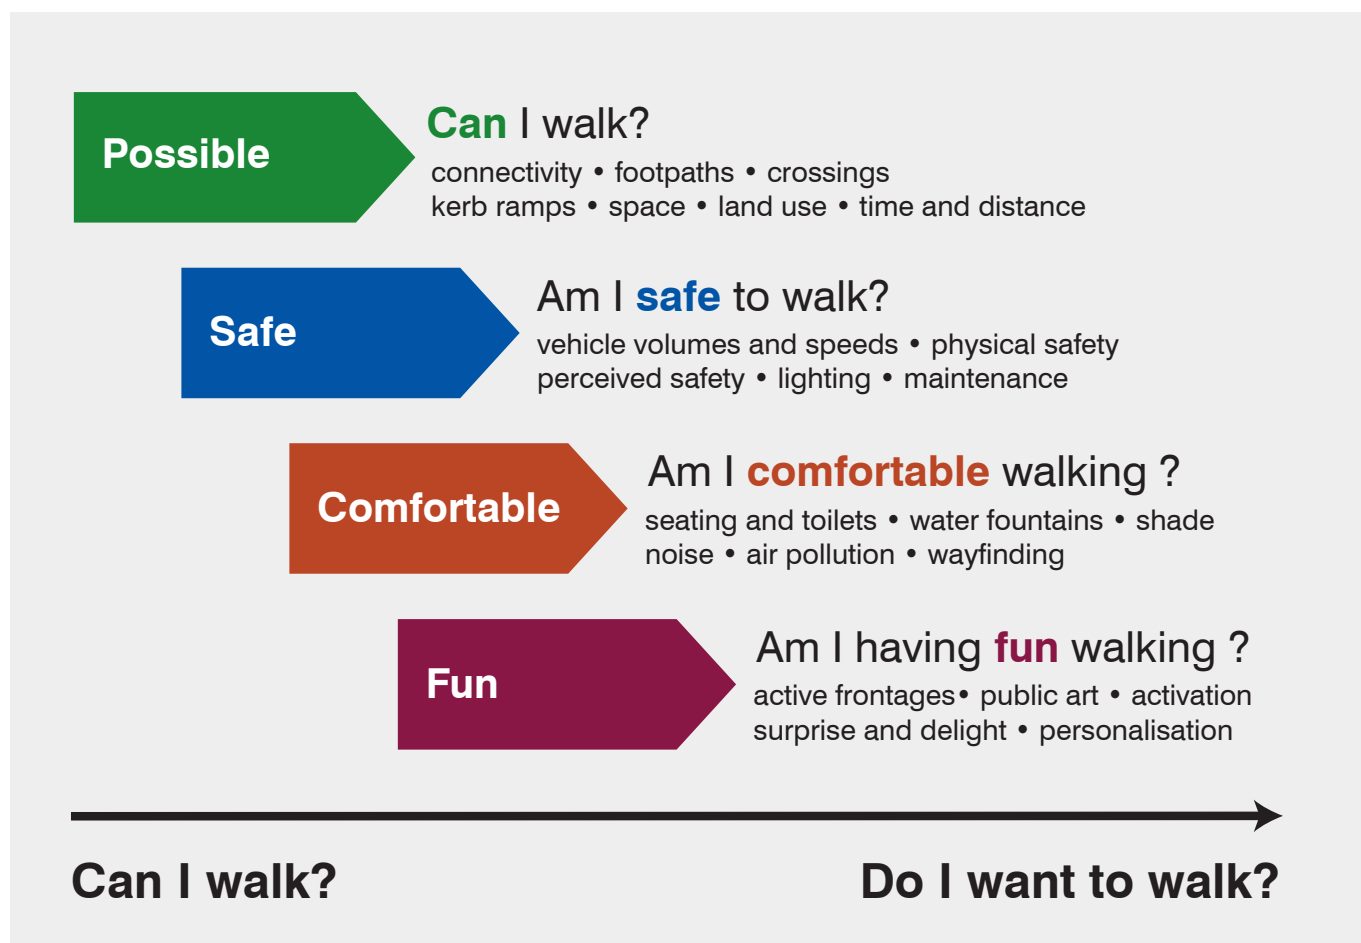 Possible
Can I walk?
connectivity • footpaths • crossings
kerb ramps • space • land use • time and distance
Safe
Am I safe to walk?
vehicle volumes and speeds • physical safety
perceived safety • lighting • maintenance
Comfortable
Am I comfortable walking ?
seating and toilets • water fountains • shade
noise • air pollution • wayfinding
Fun
Am I having fun walking ?
active frontages• public art • activation
surprise and delight • personalisation
Can I walk?
Do I want to walk?